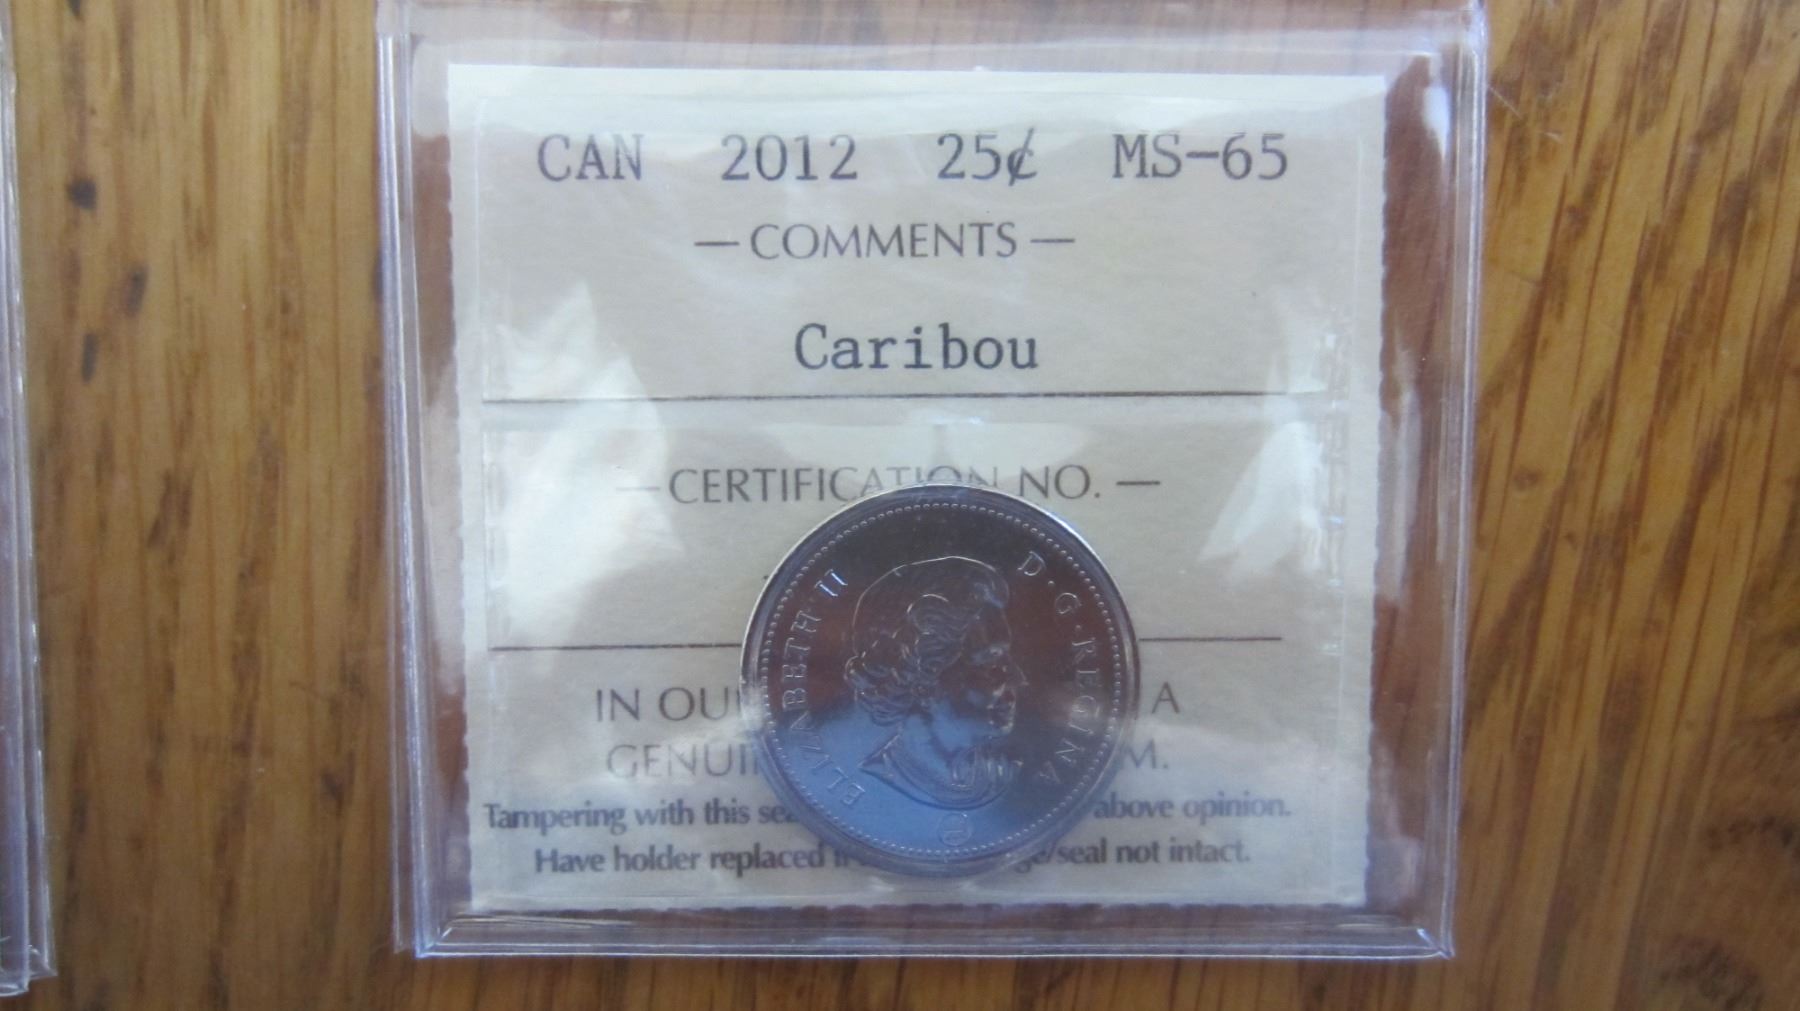 CAN 2012 25¢ MS-65
— COMMENTS —
Caribou
— CERTIFICATION NO. —
ELIZABETH II D·G·REGINA
IN OU A
GENUI M.
Tampering with this sea above opinion.
Have holder replaced /seal not intact.